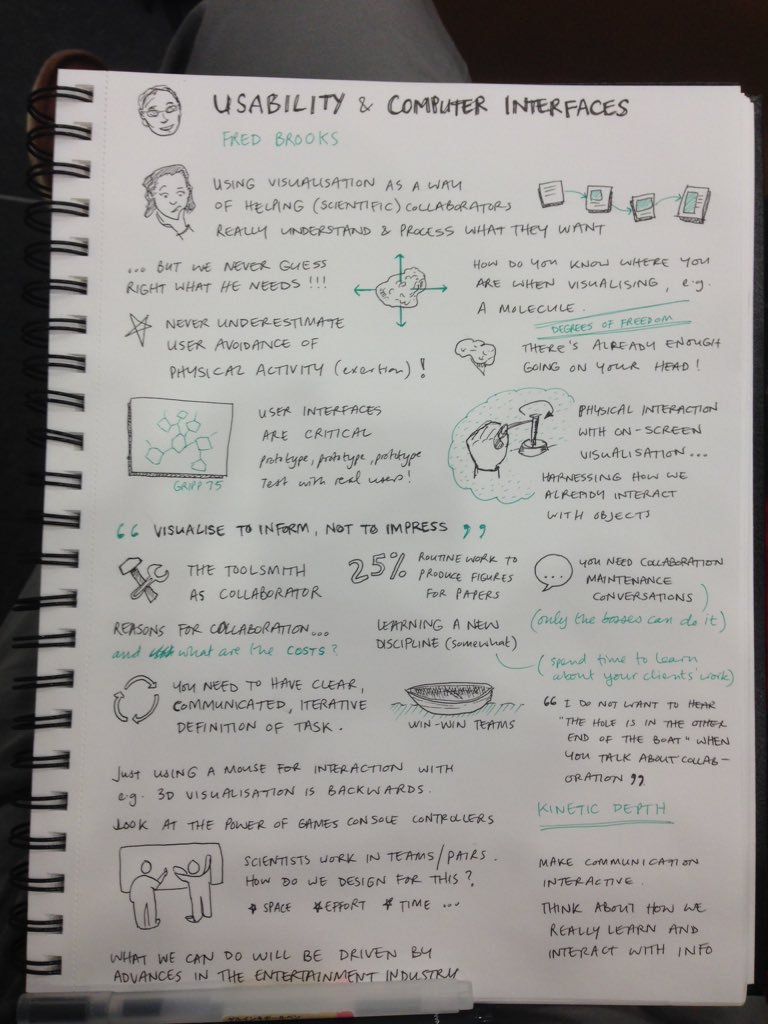 USABILITY & COMPUTER INTERFACES
FRED BROOKS
USING VISUALISATION AS A WAY
OF HELPING (SCIENTIFIC) COLLABORATORS
REALLY UNDERSTAND & PROCESS WHAT THEY WANT
... BUT WE NEVER GUESS
RIGHT WHAT HE NEEDS !!!
HOW DO YOU KNOW WHERE YOU
ARE WHEN VISUALISING, e.g.
A MOLECULE.
DEGREES OF FREEDOM
NEVER UNDERESTIMATE
USER AVOIDANCE OF
PHYSICAL ACTIVITY (exertion) !
THERE'S ALREADY ENOUGH
GOING ON YOUR HEAD !
GRIPP 75
USER INTERFACES
ARE CRITICAL
prototype, prototype, prototype
Test with real users!
PHYSICAL INTERACTION
WITH ON-SCREEN
VISUALISATION...
HARNESSING HOW WE
ALREADY INTERACT
WITH OBJECTS
“ VISUALISE TO INFORM, NOT TO IMPRESS ”
THE TOOLSMITH
AS COLLABORATOR
25% ROUTINE WORK TO
PRODUCE FIGURES
FOR PAPERS
YOU NEED COLLABORATION
MAINTENANCE
CONVERSATIONS
(only the bosses can do it)
REASONS FOR COLLABORATION...
and what are the COSTS?
LEARNING A NEW
DISCIPLINE (somewhat)
(spend time to learn
about your clients' work)
YOU NEED TO HAVE CLEAR,
COMMUNICATED, ITERATIVE
DEFINITION OF TASK.
WIN-WIN TEAMS
“ I DO NOT WANT TO HEAR
"THE HOLE IS IN THE OTHER
END OF THE BOAT" WHEN
YOU TALK ABOUT COLLAB-
ORATION ”
JUST USING A MOUSE FOR INTERACTION WITH
e.g. 3D VISUALISATION IS BACKWARDS.
LOOK AT THE POWER OF GAMES CONSOLE CONTROLLERS
KINETIC DEPTH
SCIENTISTS WORK IN TEAMS/PAIRS.
HOW DO WE DESIGN FOR THIS?
* SPACE * EFFORT * TIME ...
MAKE COMMUNICATION
INTERACTIVE.
THINK ABOUT HOW WE
REALLY LEARN AND
INTERACT WITH INFO
WHAT WE CAN DO WILL BE DRIVEN BY
ADVANCES IN THE ENTERTAINMENT INDUSTRY